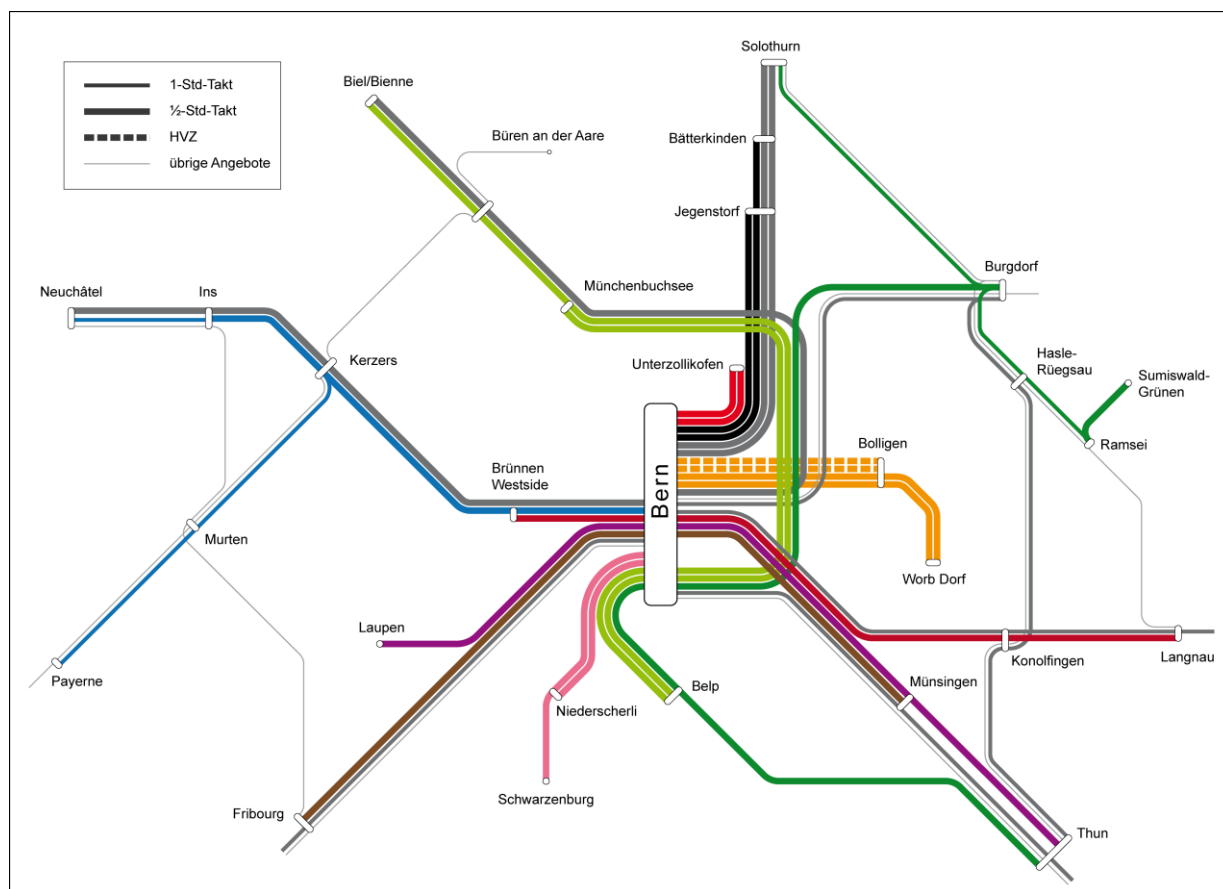 1-Std-Takt
½-Std-Takt
HVZ
übrige Angebote
Solothurn
Biel/Bienne
Büren an der Aare
Bätterkinden
Jegenstorf
Burgdorf
Münchenbuchsee
Neuchâtel
Ins
Kerzers
Unterzollikofen
Hasle-
Rüegsau
Sumiswald-
Grünen
Ramsei
Bolligen
Brünnen
Westside
Bern
Murten
Worb Dorf
Laupen
Payerne
Konolfingen
Langnau
Belp
Münsingen
Niederscherli
Schwarzenburg
Fribourg
Thun